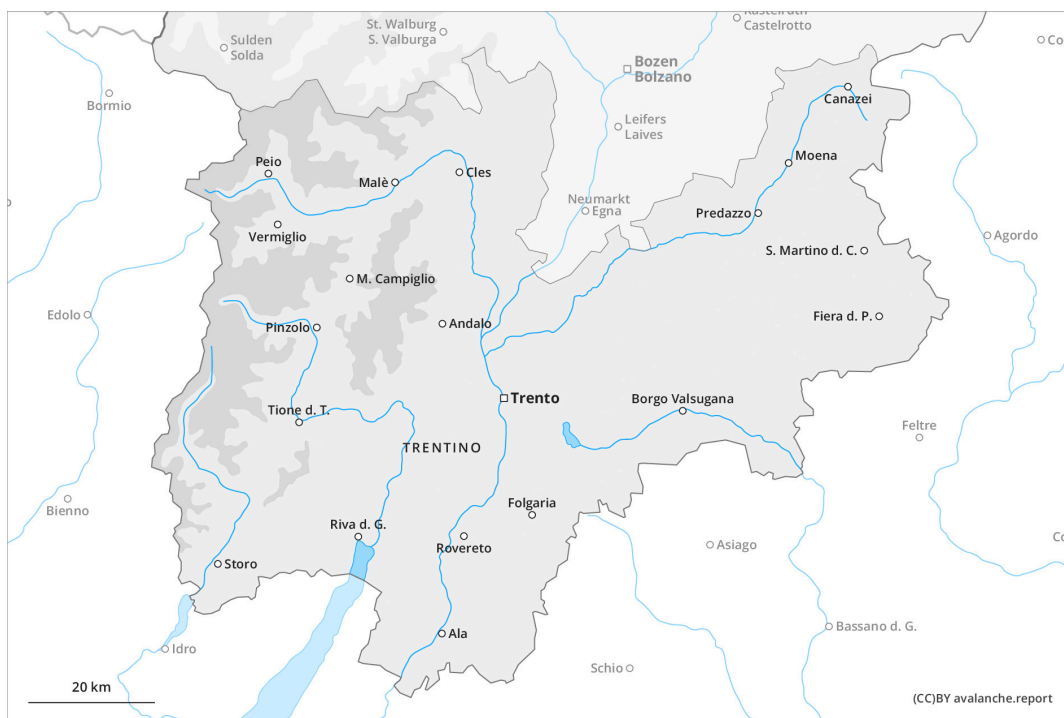 Kastelruth
Castelrotto
St. Walburg
S. Valburga
Sulden
Solda
Co
Bozen
Bolzano
Bormio
Canazei
Leifers
Laives
Moena
Peio
Malè
Cles
Neumarkt
Egna
Predazzo
Vermiglio
Agordo
S. Martino d. C.
M. Campiglio
Edolo
Fiera d. P.
Pinzolo
Andalo
Trento
Borgo Valsugana
Tione d. T.
Feltre
TRENTINO
Bienno
Folgaria
Riva d. G.
Rovereto
Asiago
Co
Storo
Ala
Bassano d. G.
Idro
Schio
20 km
(CC)BY avalanche.report